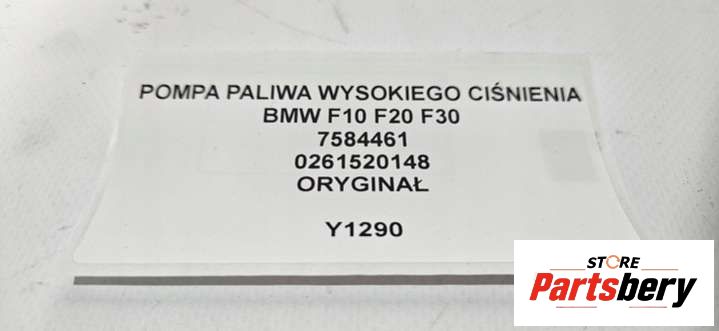 POMPA PALIWA WYSOKIEGO CIŚNIENIA
BMW F10 F20 F30
7584461
0261520148
ORYGINAŁ
Y1290
STORE
Partsbery